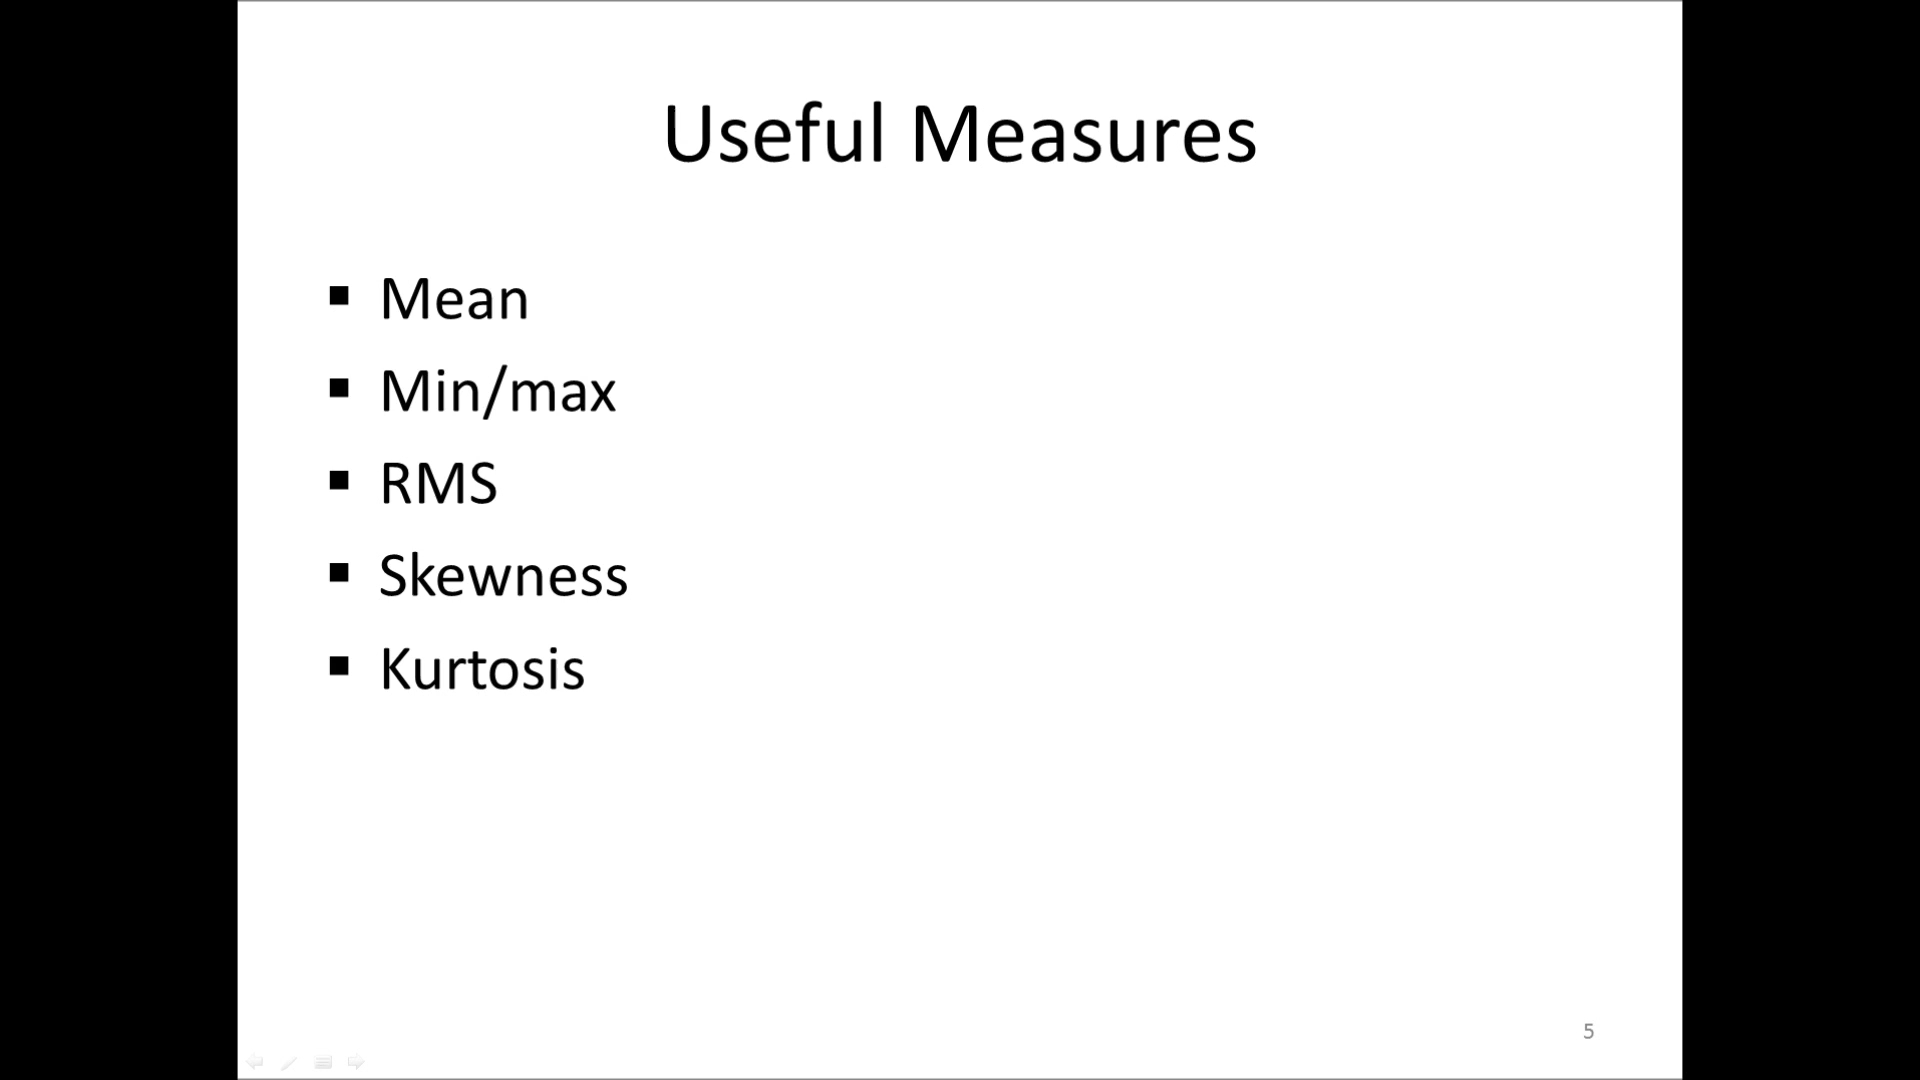 Useful Measures
▪ Mean
▪ Min/max
▪ RMS
▪ Skewness
▪ Kurtosis
5